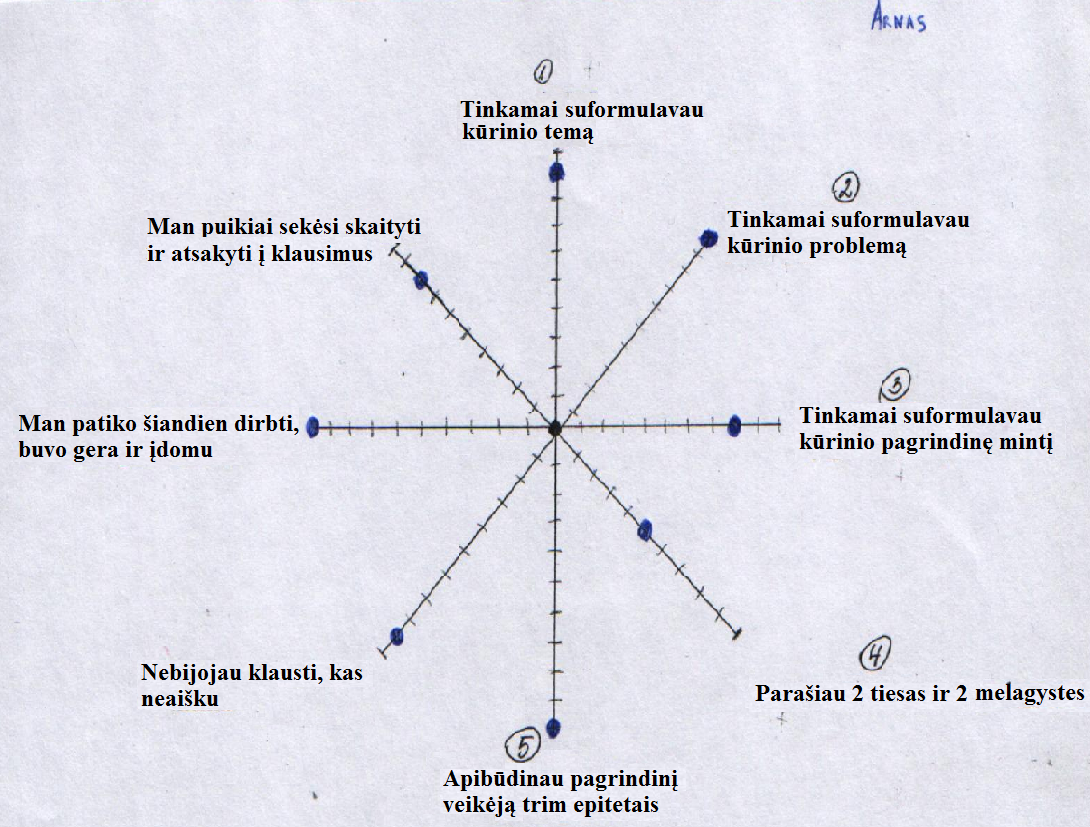 ARNAS
1
Tinkamai suformulavau
kūrinio temą
2
Tinkamai suformulavau
kūrinio problemą
Man puikiai sekėsi skaityti
ir atsakyti į klausimus
3
Tinkamai suformulavau
kūrinio pagrindinę mintį
Man patiko šiandien dirbti,
buvo gera ir įdomu
4
Parašiau 2 tiesas ir 2 melagystes
Nebijojau klausti, kas
neaišku
5
Apibūdinau pagrindinį
veikėją trim epitetais